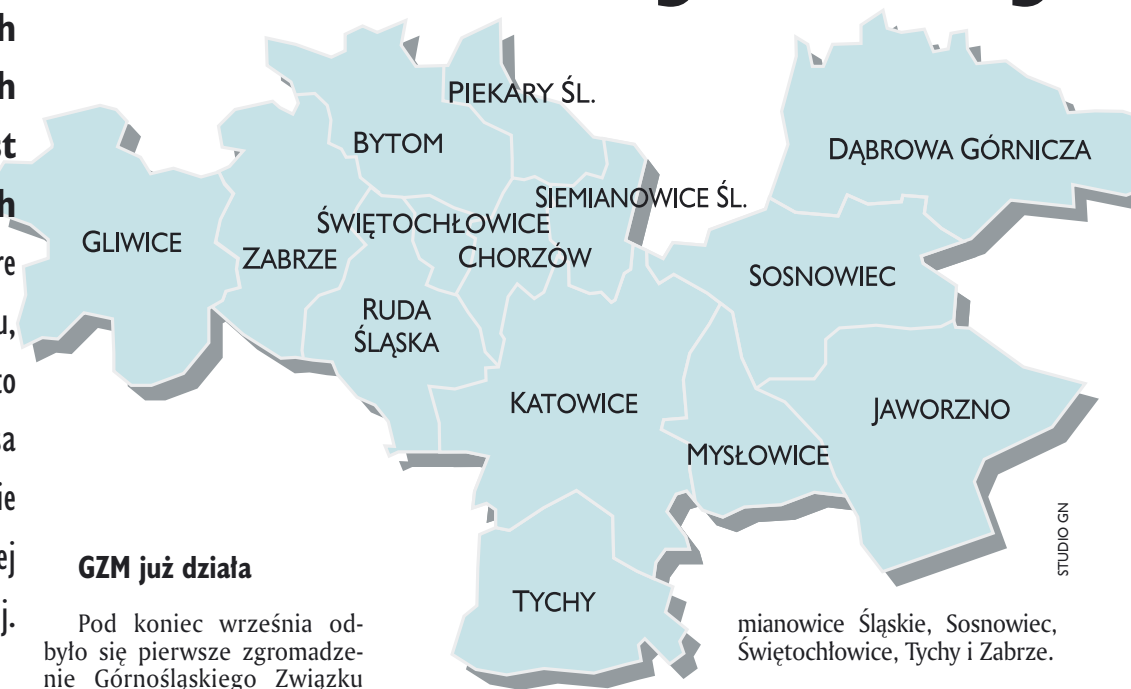 PIEKARY ŚL.
BYTOM
DĄBROWA GÓRNICZA
SIEMIANOWICE ŚL.
ŚWIĘTOCHŁOWICE
GLIWICE
ZABRZE
CHORZÓW
SOSNOWIEC
RUDA
ŚLĄSKA
KATOWICE
JAWORZNO
MYSŁOWICE
TYCHY
STUDIO GN
GZM już działa
Pod koniec września od-
było się pierwsze zgromadze-
nie Górnośląskiego Związku
mianowice Śląskie, Sosnowiec,
Świętochłowice, Tychy i Zabrze.